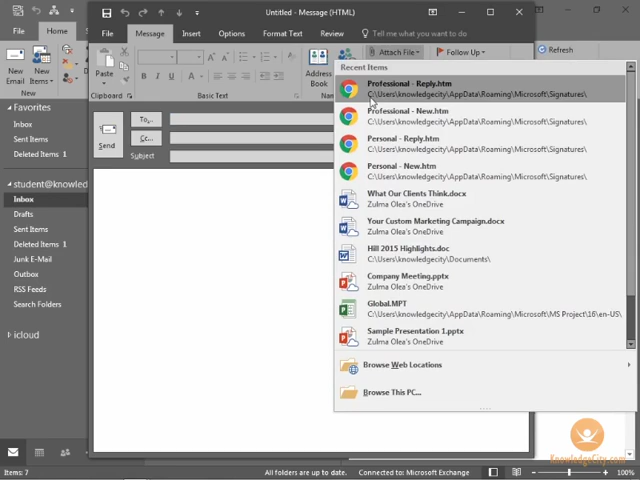 Untitled - Message (HTML)
File
Home
File
Message
Insert
Options
Format Text
Review
Tell me what you want to do
New
Email
New
Items
Paste
Clipboard
B
I
U
A
Address
Book
Attach File
Follow Up
Refresh
Favorites
Inbox
Sent Items
Deleted Items 1
student@knowled
Inbox
Drafts
Sent Items
Deleted Items 1
Junk E-Mail
Outbox
RSS Feeds
Search Folders
icloud
Send
To...
Cc...
Subject
Recent Items
Professional - Reply.htm
C:\Users\knowledgecity\AppData\Roaming\Microsoft\Signatures\
Professional - New.htm
C:\Users\knowledgecity\AppData\Roaming\Microsoft\Signatures\
Personal - Reply.htm
C:\Users\knowledgecity\AppData\Roaming\Microsoft\Signatures\
Personal - New.htm
C:\Users\knowledgecity\AppData\Roaming\Microsoft\Signatures\
What Our Clients Think.docx
Zulma Olea's OneDrive
Your Custom Marketing Campaign.docx
Zulma Olea's OneDrive
Hill 2015 Highlights.doc
C:\Users\knowledgecity\Documents\
Company Meeting.pptx
Zulma Olea's OneDrive
Global.MPT
C:\Users\knowledgecity\AppData\Roaming\Microsoft\MS Project\16\en-US\
Sample Presentation 1.pptx
Zulma Olea's OneDrive
Browse Web Locations
Browse This PC...
KnowledgeCity.com
Items: 7
All folders are up to date.
Connected to: Microsoft Exchange
100%